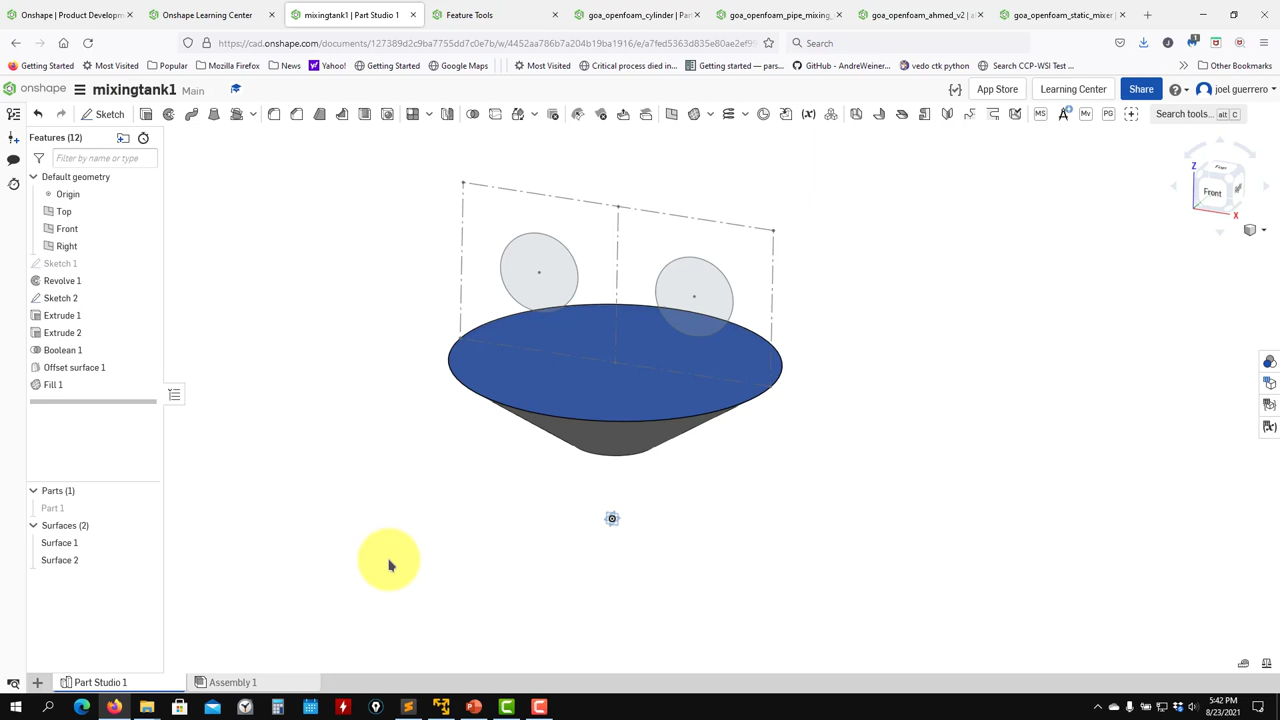 Onshape | Product Developm
Onshape Learning Center
mixingtank1 | Part Studio 1
Feature Tools
goa_openfoam_cylinder | Part
goa_openfoam_pipe_mixing_
goa_openfoam_ahmed_v2 | a
goa_openfoam_static_mixer |
https://cad.onshape.com/documents/
Search
Getting Started
Most Visited
Popular
Mozilla Firefox
News
Yahoo!
Getting Started
Google Maps
Most Visited
Critical process died in...
Getting started — pars...
GitHub - AndreWeiner...
vedo ctk python
Search CCP-WSI Test ...
Other Bookmarks
onshape
mixingtank1 Main
App Store
Learning Center
Share
joel guerrero
Sketch
MS
Mv
PG
Search tools...
alt C
Features (12)
Filter by name or type
Default geometry
Origin
Top
Front
Right
Sketch 1
Revolve 1
Sketch 2
Extrude 1
Extrude 2
Boolean 1
Offset surface 1
Fill 1
Parts (1)
Part 1
Surfaces (2)
Surface 1
Surface 2
Z
Front
X
Part Studio 1
Assembly 1
5:42 PM
8/23/2021